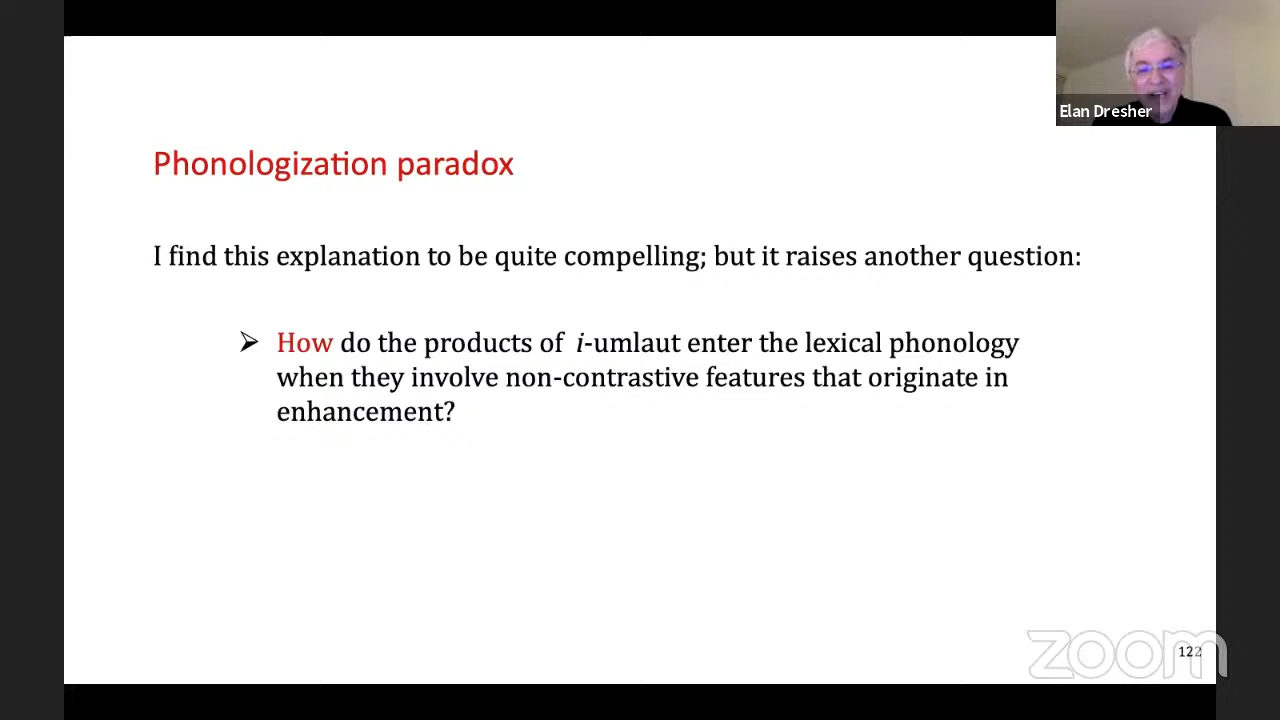 Elan Dresher
Phonologization paradox
I find this explanation to be quite compelling; but it raises another question:
➢ How do the products of i-umlaut enter the lexical phonology
when they involve non-contrastive features that originate in
enhancement?
zoom
122